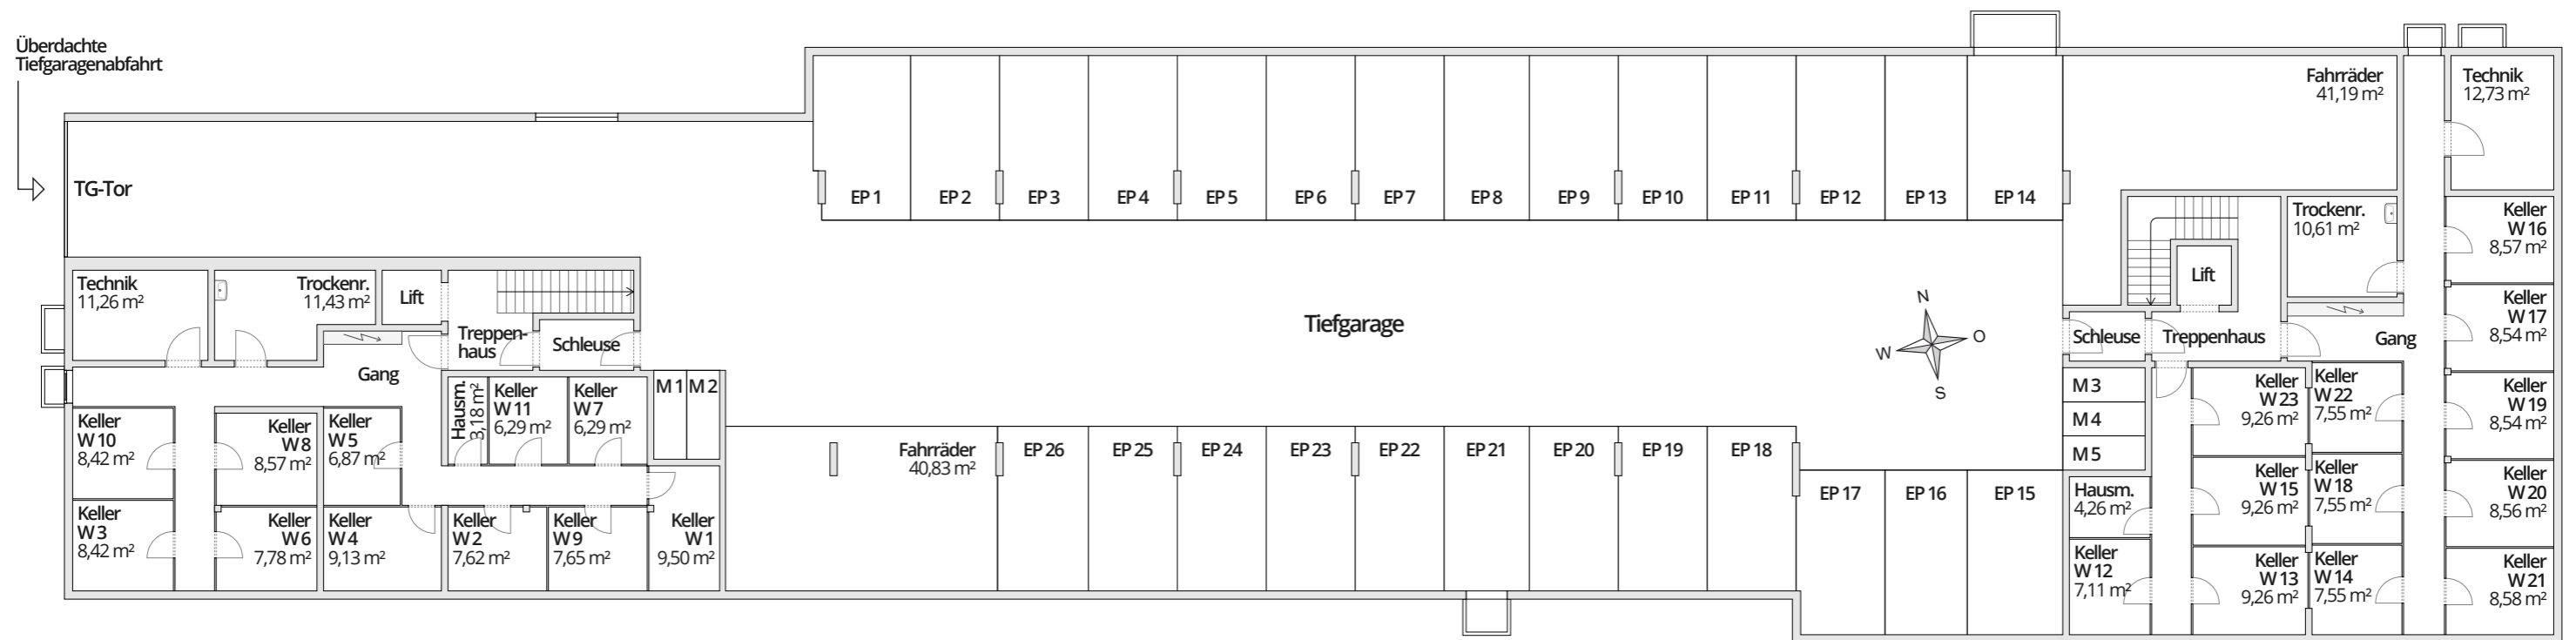 Überdachte
Tiefgaragenabfahrt
TG-Tor
EP 1
EP 2
EP 3
EP 4
EP 5
EP 6
EP 7
EP 8
EP 9
EP 10
EP 11
EP 12
EP 13
EP 14
Fahrräder
41,19 m²
Technik
12,73 m²
Trockenr.
10,61 m²
Keller
W 16
8,57 m²
Lift
Technik
11,26 m²
Trockenr.
11,43 m²
Lift
Treppen-
haus
Schleuse
Gang
Tiefgarage
N
O
W
S
Schleuse
Treppenhaus
Gang
Keller
W 17
8,54 m²
Hausm.
3,18 m²
Keller
W 11
6,29 m²
Keller
W 7
6,29 m²
M 1
M 2
M 3
M 4
M 5
Keller
W 23
9,26 m²
Keller
W 22
7,55 m²
Keller
W 19
8,54 m²
Keller
W 10
8,42 m²
Keller
W 8
8,57 m²
Keller
W 5
6,87 m²
Fahrräder
40,83 m²
EP 26
EP 25
EP 24
EP 23
EP 22
EP 21
EP 20
EP 19
EP 18
EP 17
EP 16
EP 15
Hausm.
4,26 m²
Keller
W 15
9,26 m²
Keller
W 18
7,55 m²
Keller
W 20
8,56 m²
Keller
W 3
8,42 m²
Keller
W 6
7,78 m²
Keller
W 4
9,13 m²
Keller
W 2
7,62 m²
Keller
W 9
7,65 m²
Keller
W 1
9,50 m²
Keller
W 12
7,11 m²
Keller
W 13
9,26 m²
Keller
W 14
7,55 m²
Keller
W 21
8,58 m²